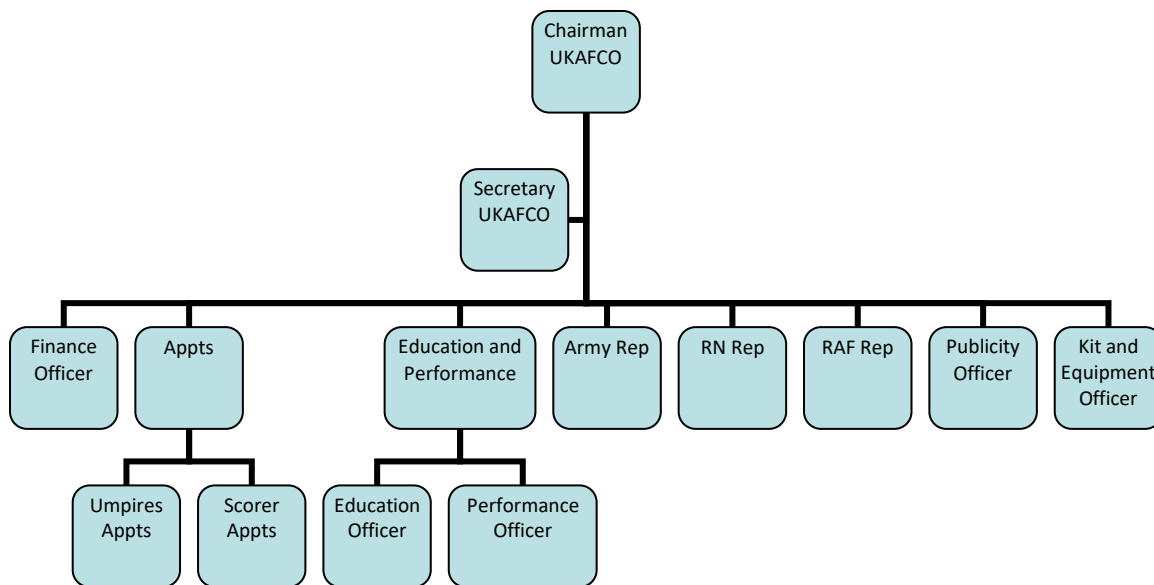 Chairman
UKAFCO
Secretary
UKAFCO
Finance
Officer
Appts
Education and
Performance
Army Rep
RN Rep
RAF Rep
Publicity
Officer
Kit and
Equipment
Officer
Umpires
Appts
Scorer
Appts
Education
Officer
Performance
Officer